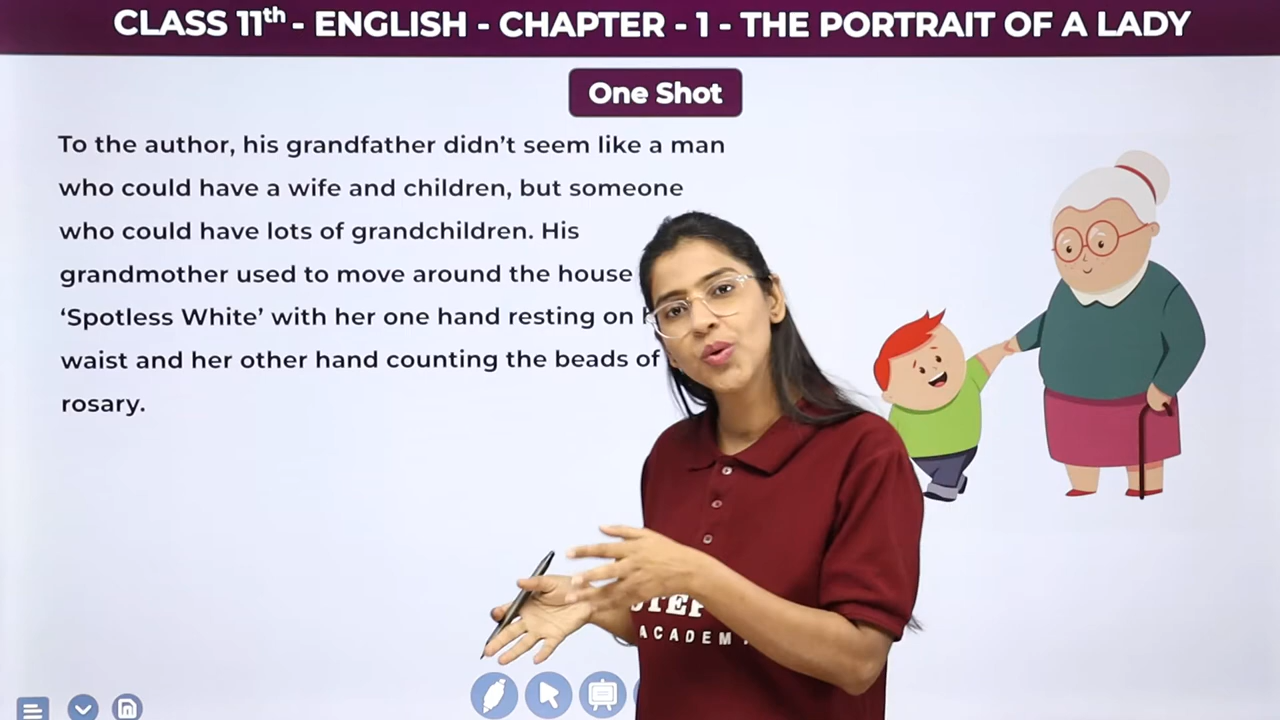 CLASS 11th - ENGLISH - CHAPTER - 1 - THE PORTRAIT OF A LADY
One Shot
To the author, his grandfather didn’t seem like a man
who could have a wife and children, but someone
who could have lots of grandchildren. His
grandmother used to move around the house
‘Spotless White’ with her one hand resting on
waist and her other hand counting the beads of
rosary.
STEP
ACADEMY